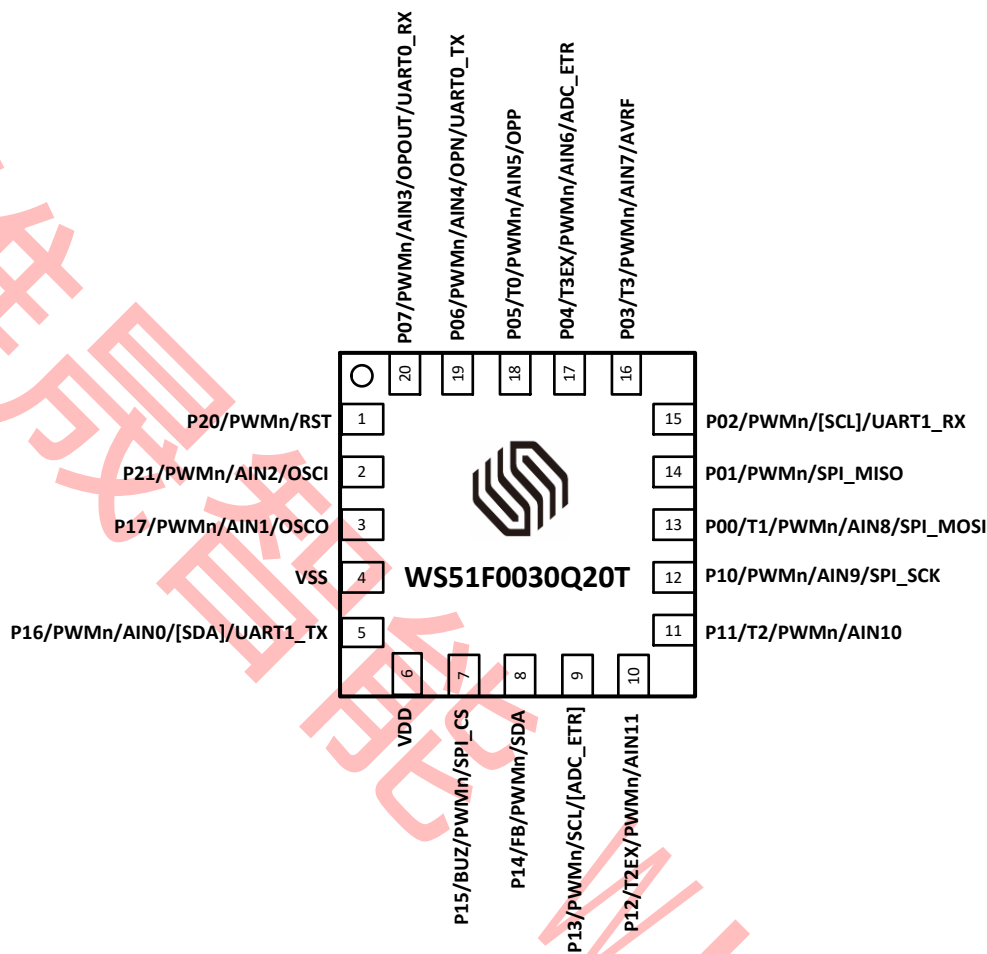 P07/PWMn/AIN3/OPOUT/UART0_RX
P06/PWMn/AIN4/OPN/UART0_TX
P05/T0/PWMn/AIN5/OPP
P04/T3EX/PWMn/AIN6/ADC_ETR
P03/T3/PWMn/AIN7/AVRF
20
19
18
17
16
P20/PWMn/RST
1
15
P02/PWMn/[SCL]/UART1_RX
P21/PWMn/AIN2/OSCI
2
14
P01/PWMn/SPI_MISO
P17/PWMn/AIN1/OSCO
3
13
P00/T1/PWMn/AIN8/SPI_MOSI
VSS
4
WS51F0030Q20T
12
P10/PWMn/AIN9/SPI_SCK
P16/PWMn/AIN0/[SDA]/UART1_TX
5
11
P11/T2/PWMn/AIN10
6
7
8
9
10
VDD
P15/BUZ/PWMn/SPI_CS
P14/FB/PWMn/SDA
P13/PWMn/SCL/[ADC_ETR]
P12/T2EX/PWMn/AIN11
晟智能